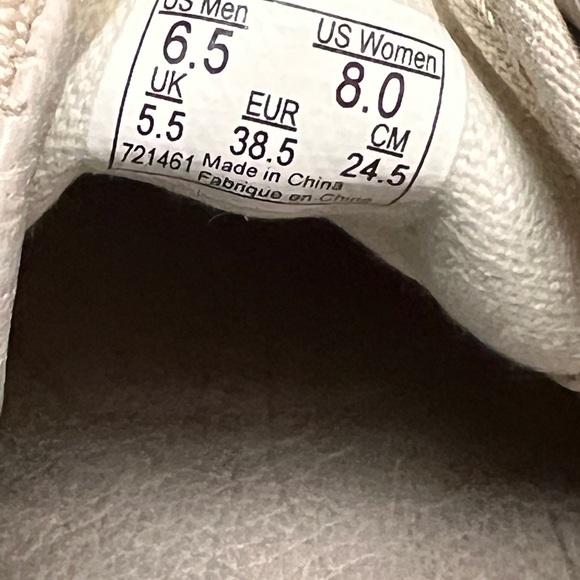 US Men US Women
6.5 8.0
UK EUR CM
5.5 38.5 24.5
721461 Made in China
Fabrique en Chine